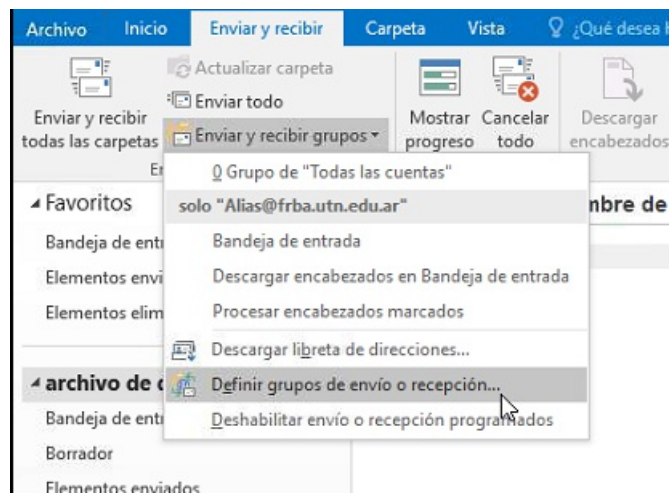 Archivo Inicio Enviar y recibir Carpeta Vista ¿Qué desea
Actualizar carpeta
Enviar todo
Enviar y recibir grupos
Enviar y recibir
todas las carpetas
Mostrar
progreso
Cancelar
todo
Descargar
encabezados
0 Grupo de "Todas las cuentas"
solo "Alias@frba.utn.edu.ar"
Bandeja de entrada
Descargar encabezados en Bandeja de entrada
Procesar encabezados marcados
Descargar libreta de direcciones...
Definir grupos de envío o recepción...
Deshabilitar envío o recepción programados
Favoritos
Bandeja de ent
Elementos envi
Elementos elim
archivo de
Bandeja de ent
Borrador
Elementos enviados
mbre de